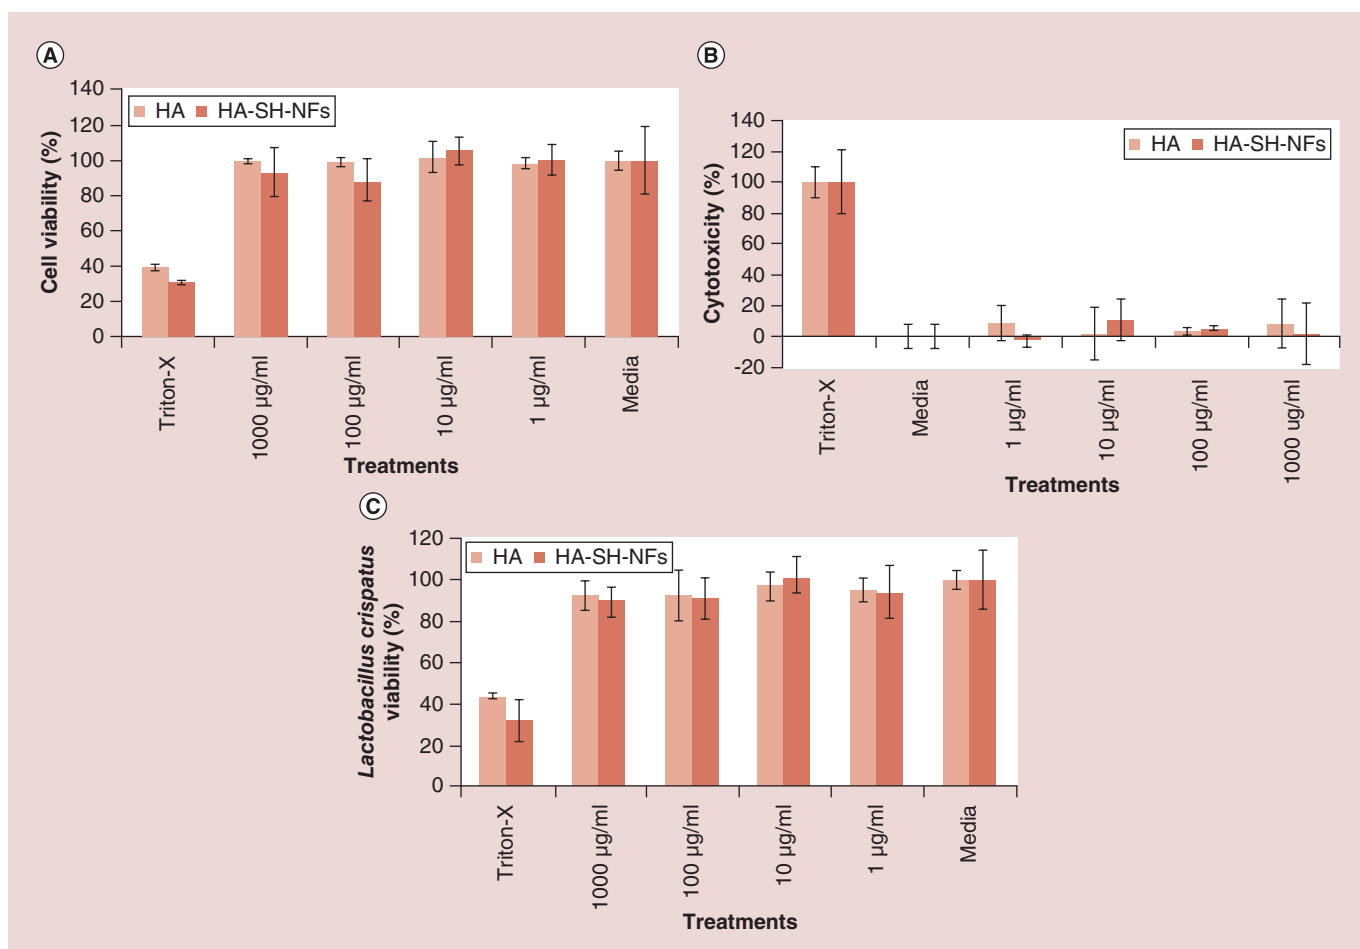 A
140
120
100
80
60
40
20
0
Cell viability (%)
HA HA-SH-NFs
Triton-X
1000 µg/ml
100 µg/ml
10 µg/ml
1 µg/ml
Media
Treatments
B
140
120
100
80
60
40
20
0
-20
Cytotoxicity (%)
HA HA-SH-NFs
Triton-X
Media
1 µg/ml
10 µg/ml
100 µg/ml
1000 ug/ml
Treatments
C
120
100
80
60
40
20
0
Lactobacillus crispatus
viability (%)
HA HA-SH-NFs
Triton-X
1000 µg/ml
100 µg/ml
10 µg/ml
1 µg/ml
Media
Treatments